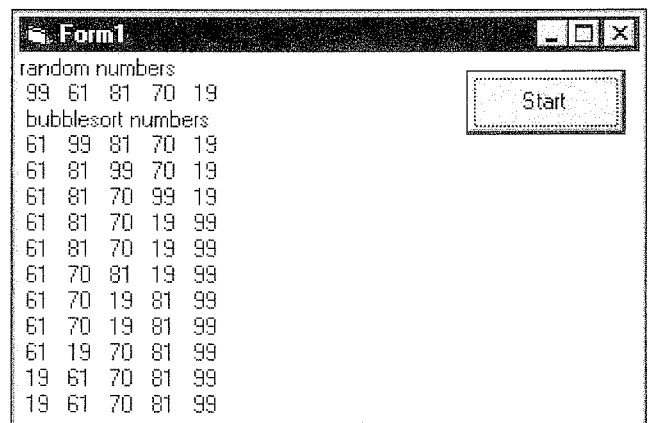 Form1
random numbers
99 61 81 70 19
Start
bubblesort numbers
61 99 81 70 19
61 81 99 70 19
61 81 70 99 19
61 81 70 19 99
61 81 70 19 99
61 70 81 19 99
61 70 19 81 99
61 70 19 81 99
61 19 70 81 99
19 61 70 81 99
19 61 70 81 99